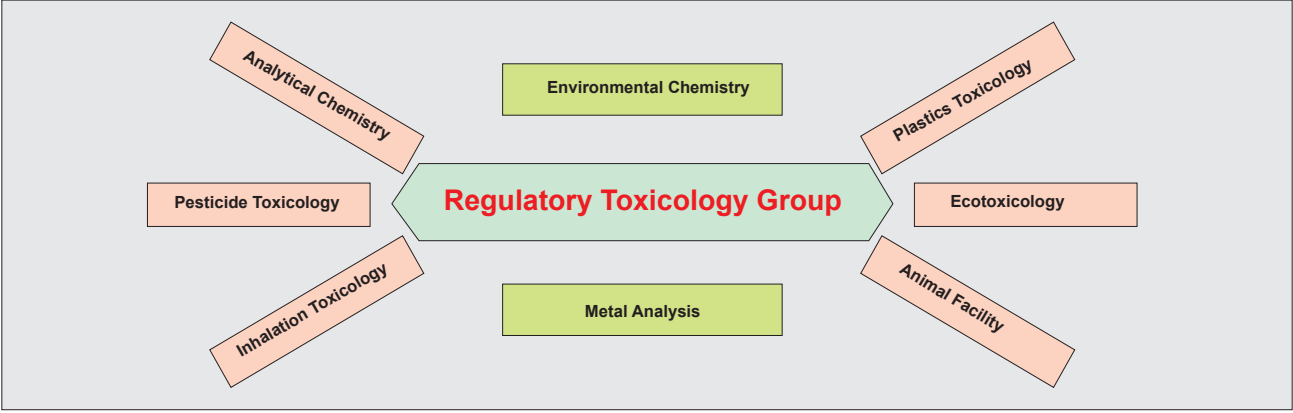 Analytical Chemistry
Environmental Chemistry
Plastics Toxicology
Pesticide Toxicology
Regulatory Toxicology Group
Ecotoxicology
Inhalation Toxicology
Metal Analysis
Animal Facility